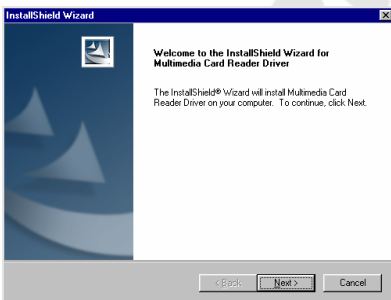 InstallShield Wizard
Welcome to the InstallShield Wizard for
Multimedia Card Reader Driver
The InstallShield® Wizard will install Multimedia Card
Reader Driver on your computer. To continue, click Next.
< Back
Next >
Cancel